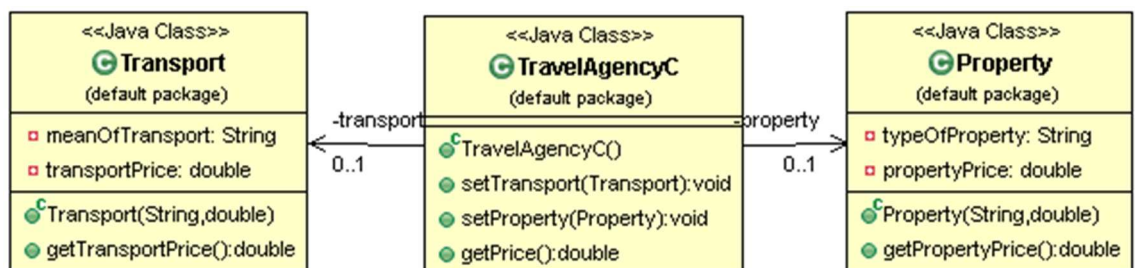 <<Java Class>>
Transport
(default package)
meanOfTransport: String
transportPrice: double
Transport(String,double)
getTransportPrice():double
-transport
0..1
<<Java Class>>
TravelAgencyC
(default package)
TravelAgencyC()
setTransport(Transport):void
setProperty(Property):void
getPrice():double
-property
0..1
<<Java Class>>
Property
(default package)
typeOfProperty: String
propertyPrice: double
Property(String,double)
getPropertyPrice():double